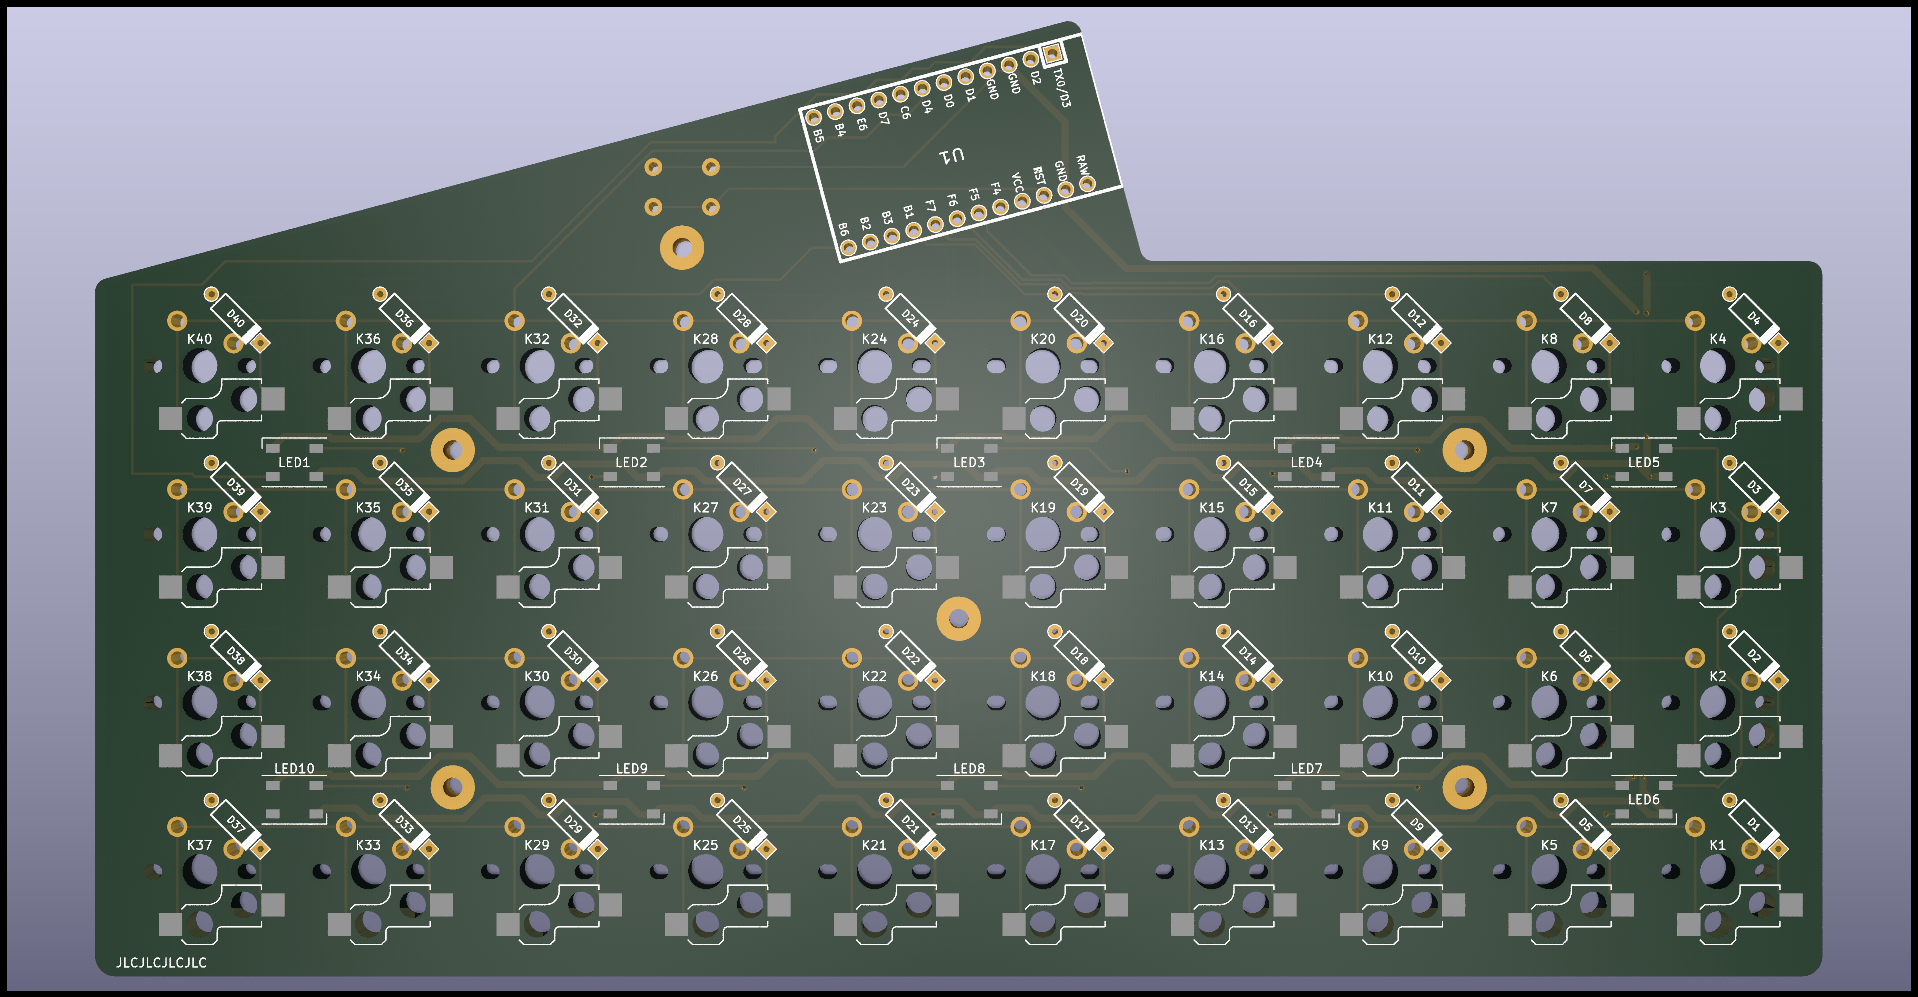 TX0/D3
D2
GND
GND
D1
D0
D4
C6
D7
E6
B4
B5
U1
RAW
GND
RST
VCC
F4
F5
F6
F7
B1
B3
B2
B6
D40 D36 D32 D28 D24 D20 D16 D12 D8 D4
K40 K36 K32 K28 K24 K20 K16 K12 K8 K4
LED1 LED2 LED3 LED4 LED5
D39 D35 D31 D27 D23 D19 D15 D11 D7 D3
K39 K35 K31 K27 K23 K19 K15 K11 K7 K3
D38 D34 D30 D26 D22 D18 D14 D10 D6 D2
K38 K34 K30 K26 K22 K18 K14 K10 K6 K2
LED10 LED9 LED8 LED7 LED6
D37 D33 D29 D25 D21 D17 D13 D9 D5 D1
K37 K33 K29 K25 K21 K17 K13 K9 K5 K1
JLCJLCJLCJLC